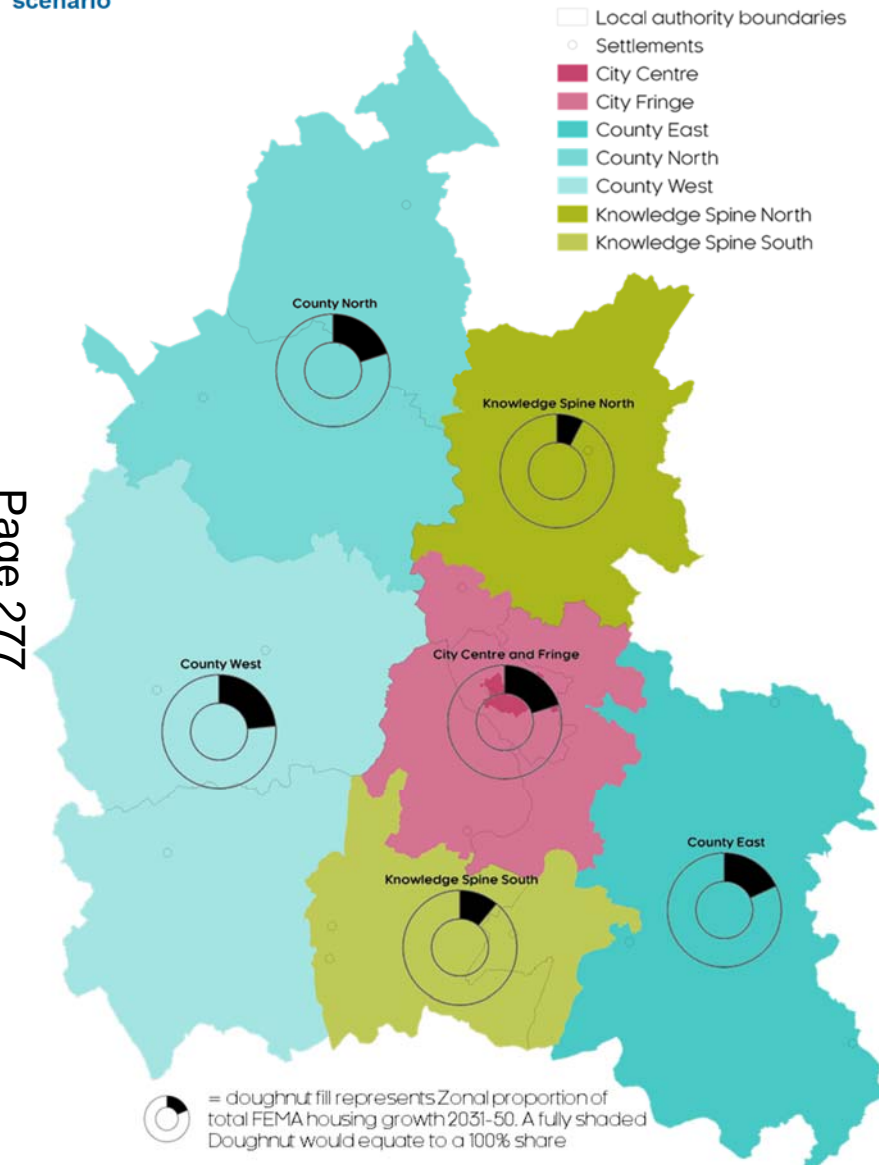 scenario
Local authority boundaries
Settlements
City Centre
City Fringe
County East
County North
County West
Knowledge Spine North
Knowledge Spine South
County North
Knowledge Spine North
Page 277
City Centre and Fringe
County West
County East
Knowledge Spine South
= doughnut fill represents Zonal proportion of
total FEMA housing growth 2031-50. A fully shaded
Doughnut would equate to a 100% share